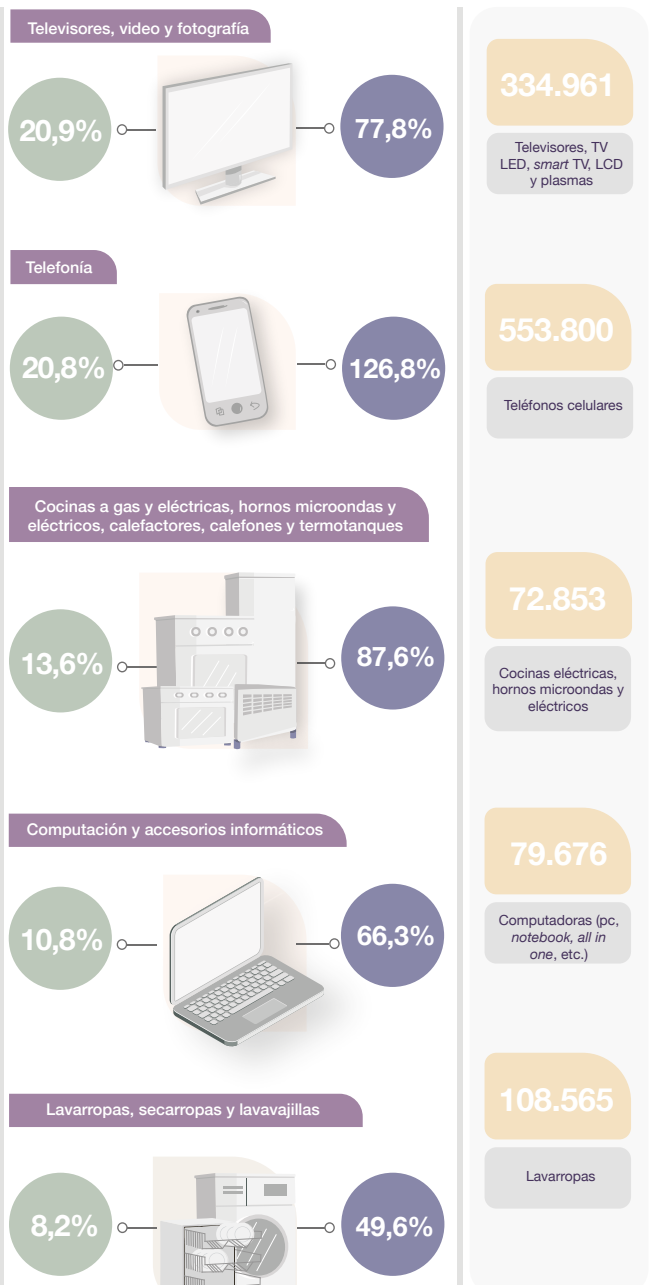 Televisores, video y fotografía
20,9%
77,8%
334.961
Televisores, TV
LED, smart TV, LCD
y plasmas
Telefonía
20,8%
126,8%
553.800
Teléfonos celulares
Cocinas a gas y eléctricas, hornos microondas y
eléctricos, calefactores, calefones y termotanques
13,6%
87,6%
72.853
Cocinas eléctricas,
hornos microondas y
eléctricos
Computación y accesorios informáticos
10,8%
66,3%
79.676
Computadoras (pc,
notebook, all in
one, etc.)
Lavarropas, secarropas y lavavajillas
8,2%
49,6%
108.565
Lavarropas